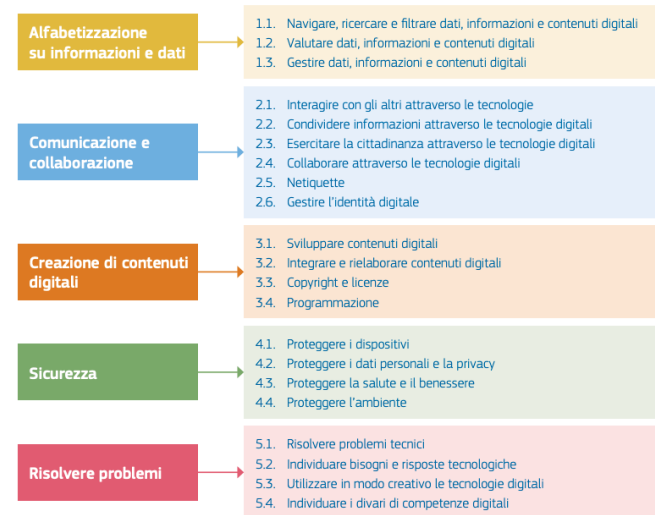 Alfabetizzazione
su informazioni e dati
1.1. Navigare, ricercare e filtrare dati, informazioni e contenuti digitali
1.2. Valutare dati, informazioni e contenuti digitali
1.3. Gestire dati, informazioni e contenuti digitali
Comunicazione e
collaborazione
2.1. Interagire con gli altri attraverso le tecnologie
2.2. Condividere informazioni attraverso le tecnologie digitali
2.3. Esercitare la cittadinanza attraverso le tecnologie digitali
2.4. Collaborare attraverso le tecnologie digitali
2.5. Netiquette
2.6. Gestire l'identità digitale
Creazione di contenuti
digitali
3.1. Sviluppare contenuti digitali
3.2. Integrare e rielaborare contenuti digitali
3.3. Copyright e licenze
3.4. Programmazione
Sicurezza
4.1. Proteggere i dispositivi
4.2. Proteggere i dati personali e la privacy
4.3. Proteggere la salute e il benessere
4.4. Proteggere l'ambiente
Risolvere problemi
5.1. Risolvere problemi tecnici
5.2. Individuare bisogni e risposte tecnologiche
5.3. Utilizzare in modo creativo le tecnologie digitali
5.4. Individuare i divari di competenze digitali